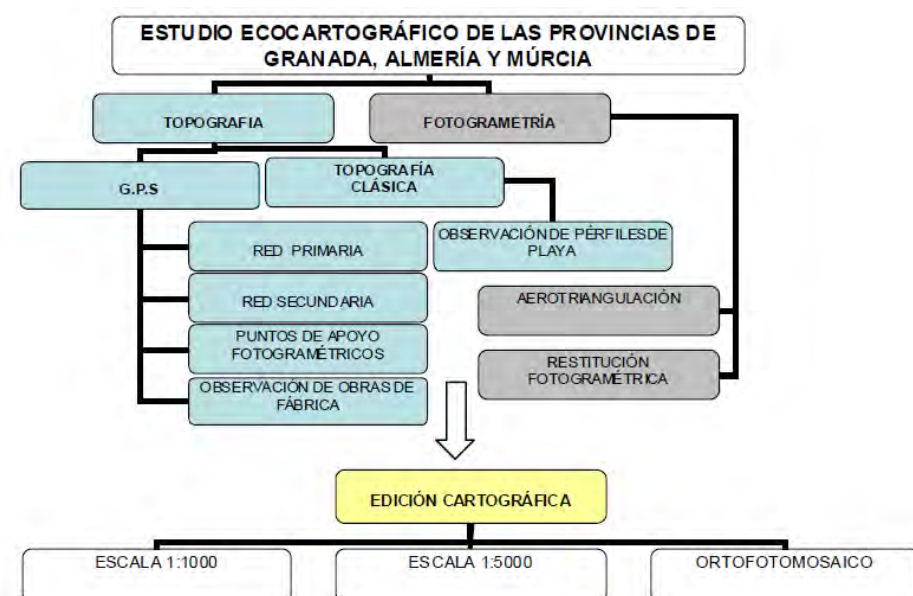 ESTUDIO ECOCARTOGRÁFICO DE LAS PROVINCIAS DE
GRANADA, ALMERÍA Y MÚRCIA
TOPOGRAFIA
FOTOGRAMETRÍA
G.P.S
TOPOGRAFÍA
CLÁSICA
RED PRIMARIA
OBSERVACIÓN DE PÉRFILES DE
PLAYA
RED SECUNDARIA
AEROTRIANGULACIÓN
PUNTOS DE APOYO
FOTOGRAMÉTRICOS
RESTITUCIÓN
FOTOGRAMÉTRICA
OBSERVACIÓN DE OBRAS DE
FÁBRICA
EDICIÓN CARTOGRÁFICA
ESCALA 1:1000
ESCALA 1:5000
ORTOFOTOMOSAICO